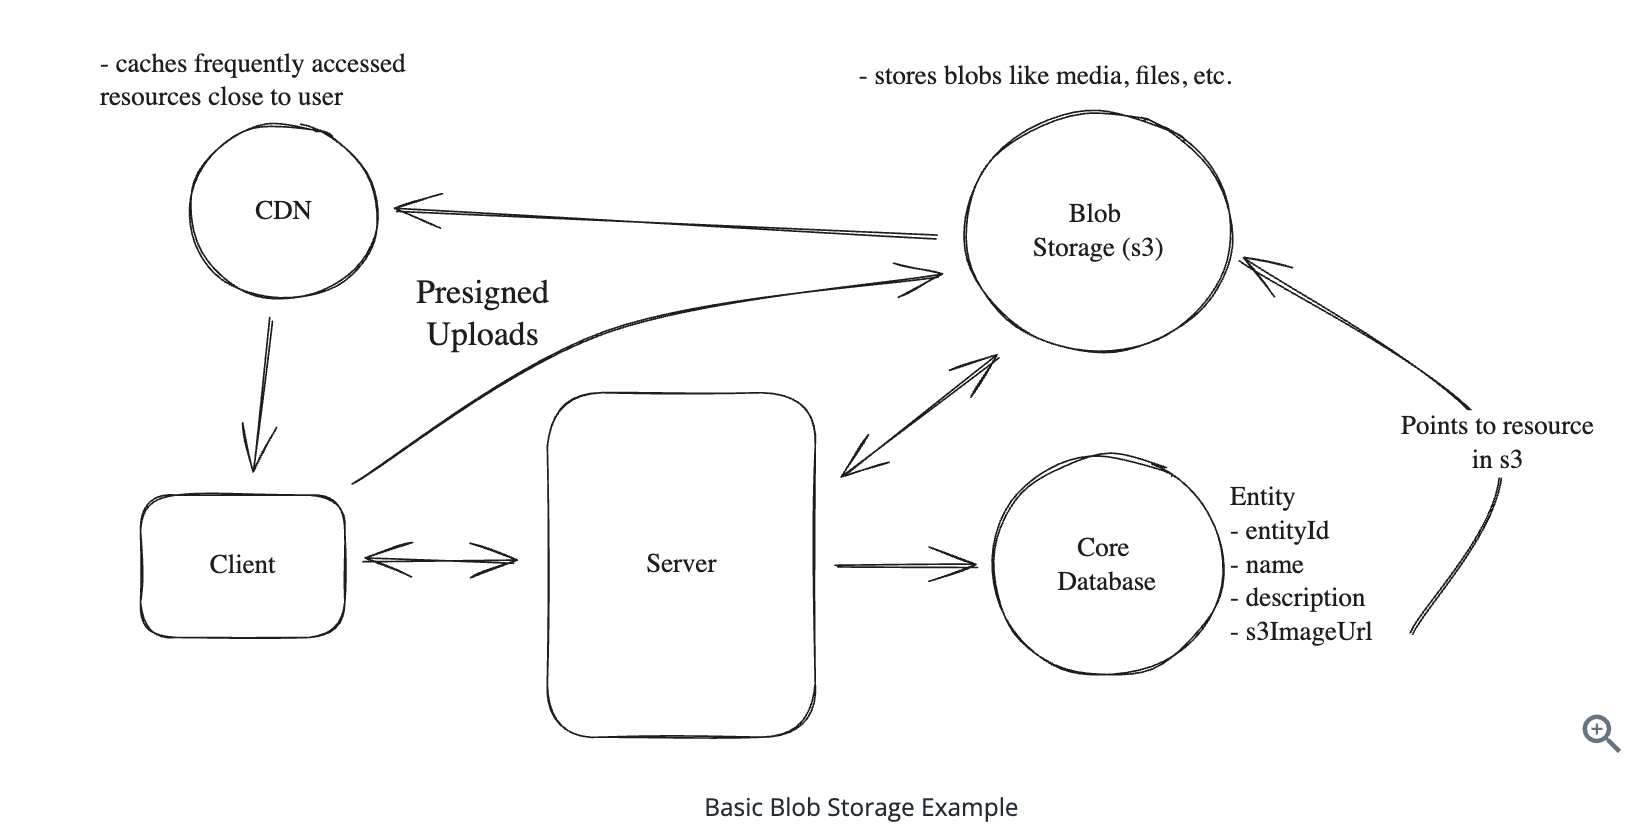 - caches frequently accessed
resources close to user
- stores blobs like media, files, etc.
CDN
Blob
Storage (s3)
Presigned
Uploads
Points to resource
in s3
Client
Server
Core
Database
Entity
- entityId
- name
- description
- s3ImageUrl
Basic Blob Storage Example